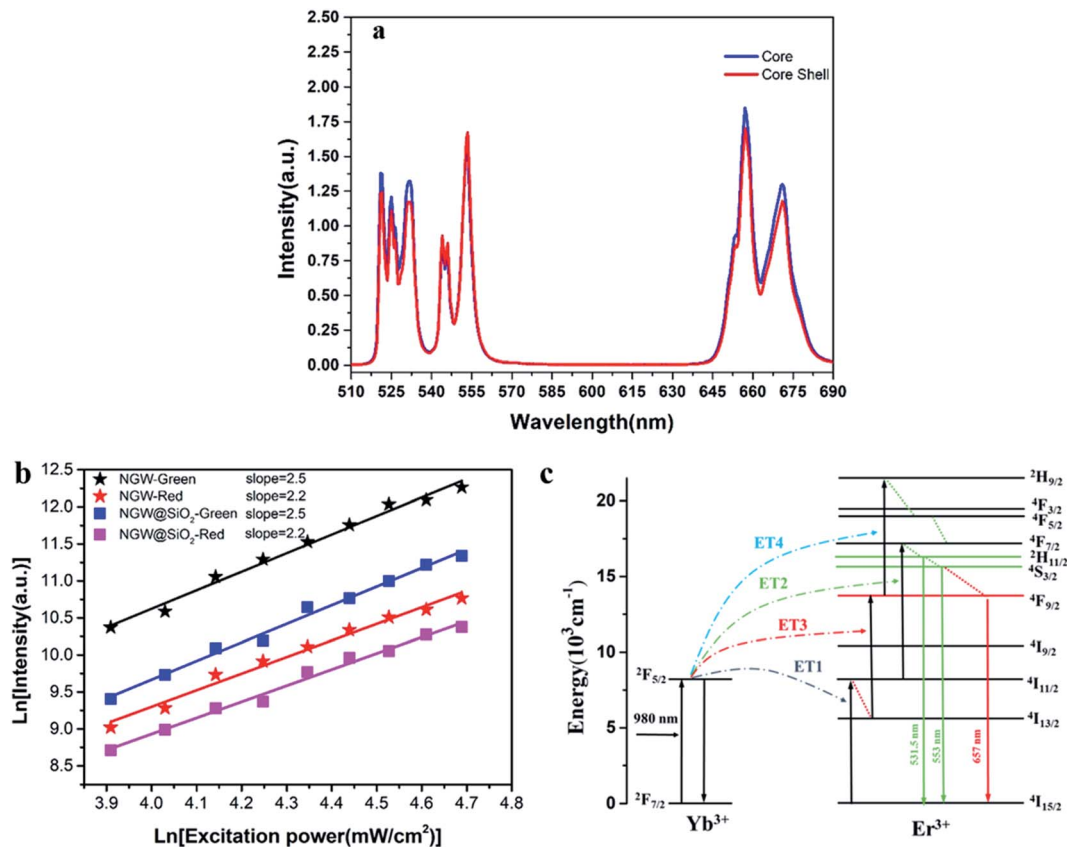 a
2.50
2.25
2.00
1.75
1.50
1.25
1.00
0.75
0.50
0.25
0.00
Intensity(a.u.)
Core
Core Shell
510 525 540 555 570 585 600 615 630 645 660 675 690
Wavelength(nm)
b
12.5
12.0
11.5
11.0
10.5
10.0
9.5
9.0
8.5
Ln[Intensity(a.u.)]
NGW-Green slope=2.5
NGW-Red slope=2.2
NGW@SiO₂-Green slope=2.5
NGW@SiO₂-Red slope=2.2
3.9 4.0 4.1 4.2 4.3 4.4 4.5 4.6 4.7 4.8
Ln[Excitation power(mW/cm²)]
c
20
15
10
5
0
Energy(10³cm⁻¹)
ET4
ET2
ET3
ET1
²F₅/₂
980 nm
²F₇/₂
Yb³⁺
531.5 nm
553 nm
657 nm
²H₉/₂
⁴F₃/₂
⁴F₅/₂
⁴F₇/₂
²H₁₁/₂
⁴S₃/₂
⁴F₉/₂
⁴I₉/₂
⁴I₁₁/₂
⁴I₁₃/₂
⁴I₁₅/₂
Er³⁺